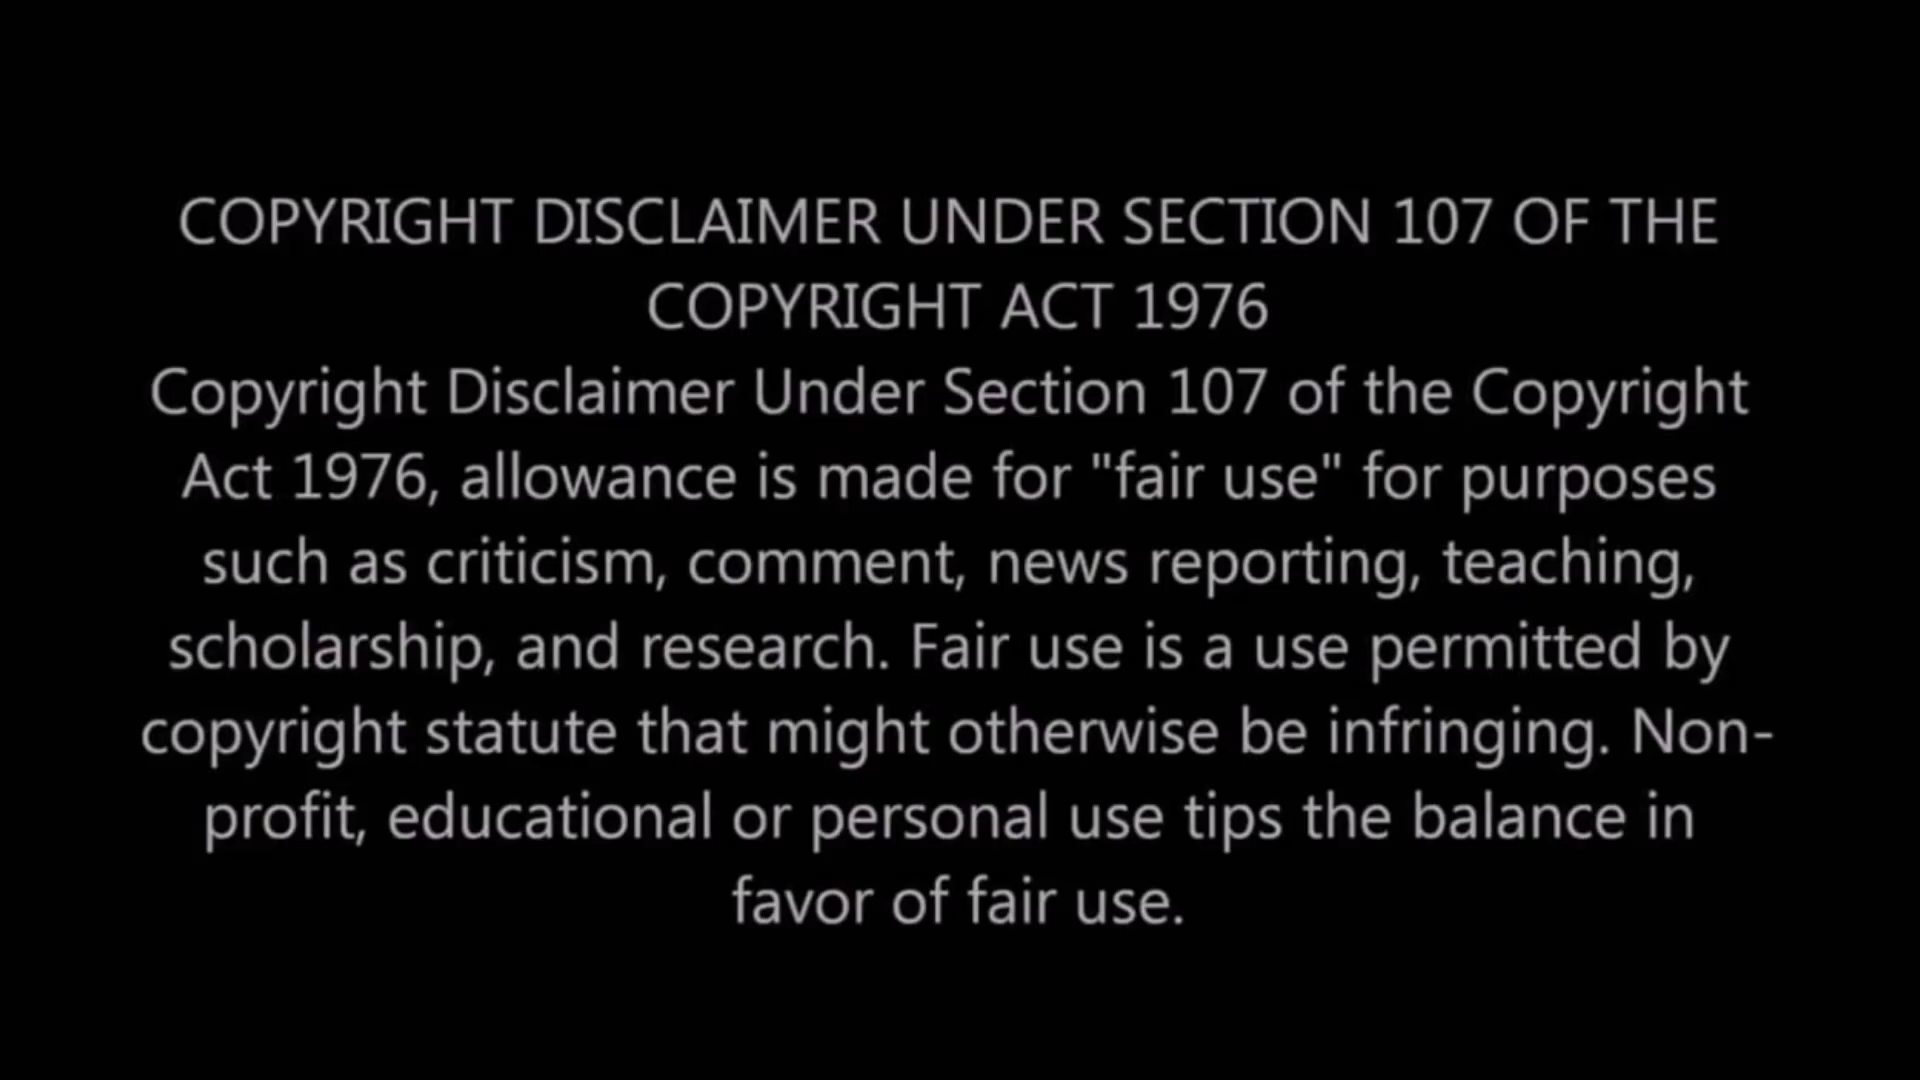 COPYRIGHT DISCLAIMER UNDER SECTION 107 OF THE
COPYRIGHT ACT 1976
Copyright Disclaimer Under Section 107 of the Copyright
Act 1976, allowance is made for "fair use" for purposes
such as criticism, comment, news reporting, teaching,
scholarship, and research. Fair use is a use permitted by
copyright statute that might otherwise be infringing. Non-
profit, educational or personal use tips the balance in
favor of fair use.